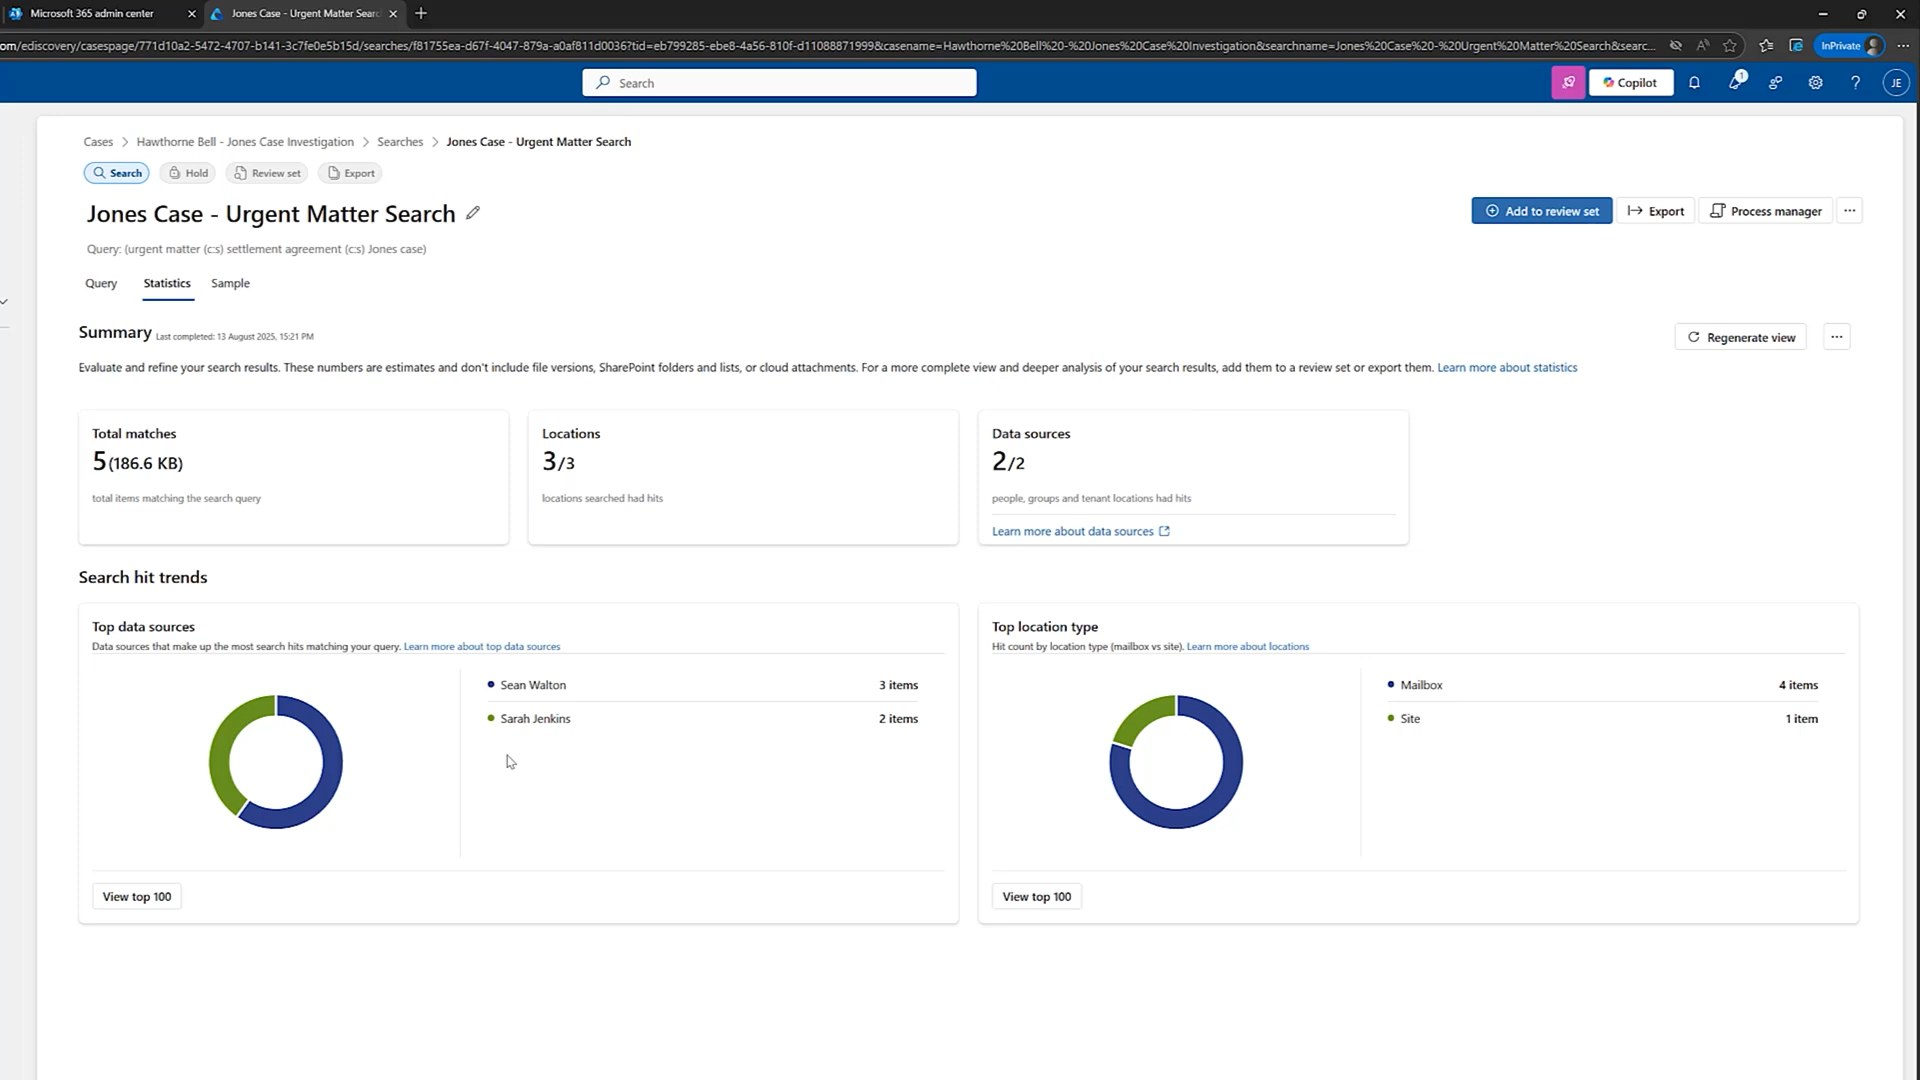 Microsoft 365 admin center
Jones Case - Urgent Matter Searc
om/ediscovery/casespage/771d10a2-5472-4707-b141-3c7fe0e5b15d/searches/f81755ea-d67f-4047-879a-a0af811d0036?tid=eb799285-ebe8-4a56-810f-d11088871999&casename=Hawthorne%20Bell%20-%20Jones%20Case%20Investigation&searchname=Jones%20Case%20-%20Urgent%20Matter%20Search&searc...
InPrivate
Search
Copilot
1
JE
Cases > Hawthorne Bell - Jones Case Investigation > Searches > Jones Case - Urgent Matter Search
Search Hold Review set Export
Jones Case - Urgent Matter Search
Add to review set Export Process manager ...
Query: (urgent matter (c:s) settlement agreement (c:s) Jones case)
Query Statistics Sample
Summary Last completed: 13 August 2025, 15:21 PM
Regenerate view ...
Evaluate and refine your search results. These numbers are estimates and don't include file versions, SharePoint folders and lists, or cloud attachments. For a more complete view and deeper analysis of your search results, add them to a review set or export them. Learn more about statistics
Total matches
5(186.6 KB)
total items matching the search query
Locations
3/3
locations searched had hits
Data sources
2/2
people, groups and tenant locations had hits
Learn more about data sources
Search hit trends
Top data sources
Data sources that make up the most search hits matching your query. Learn more about top data sources
Sean Walton 3 items
Sarah Jenkins 2 items
View top 100
Top location type
Hit count by location type (mailbox vs site). Learn more about locations
Mailbox 4 items
Site 1 item
View top 100